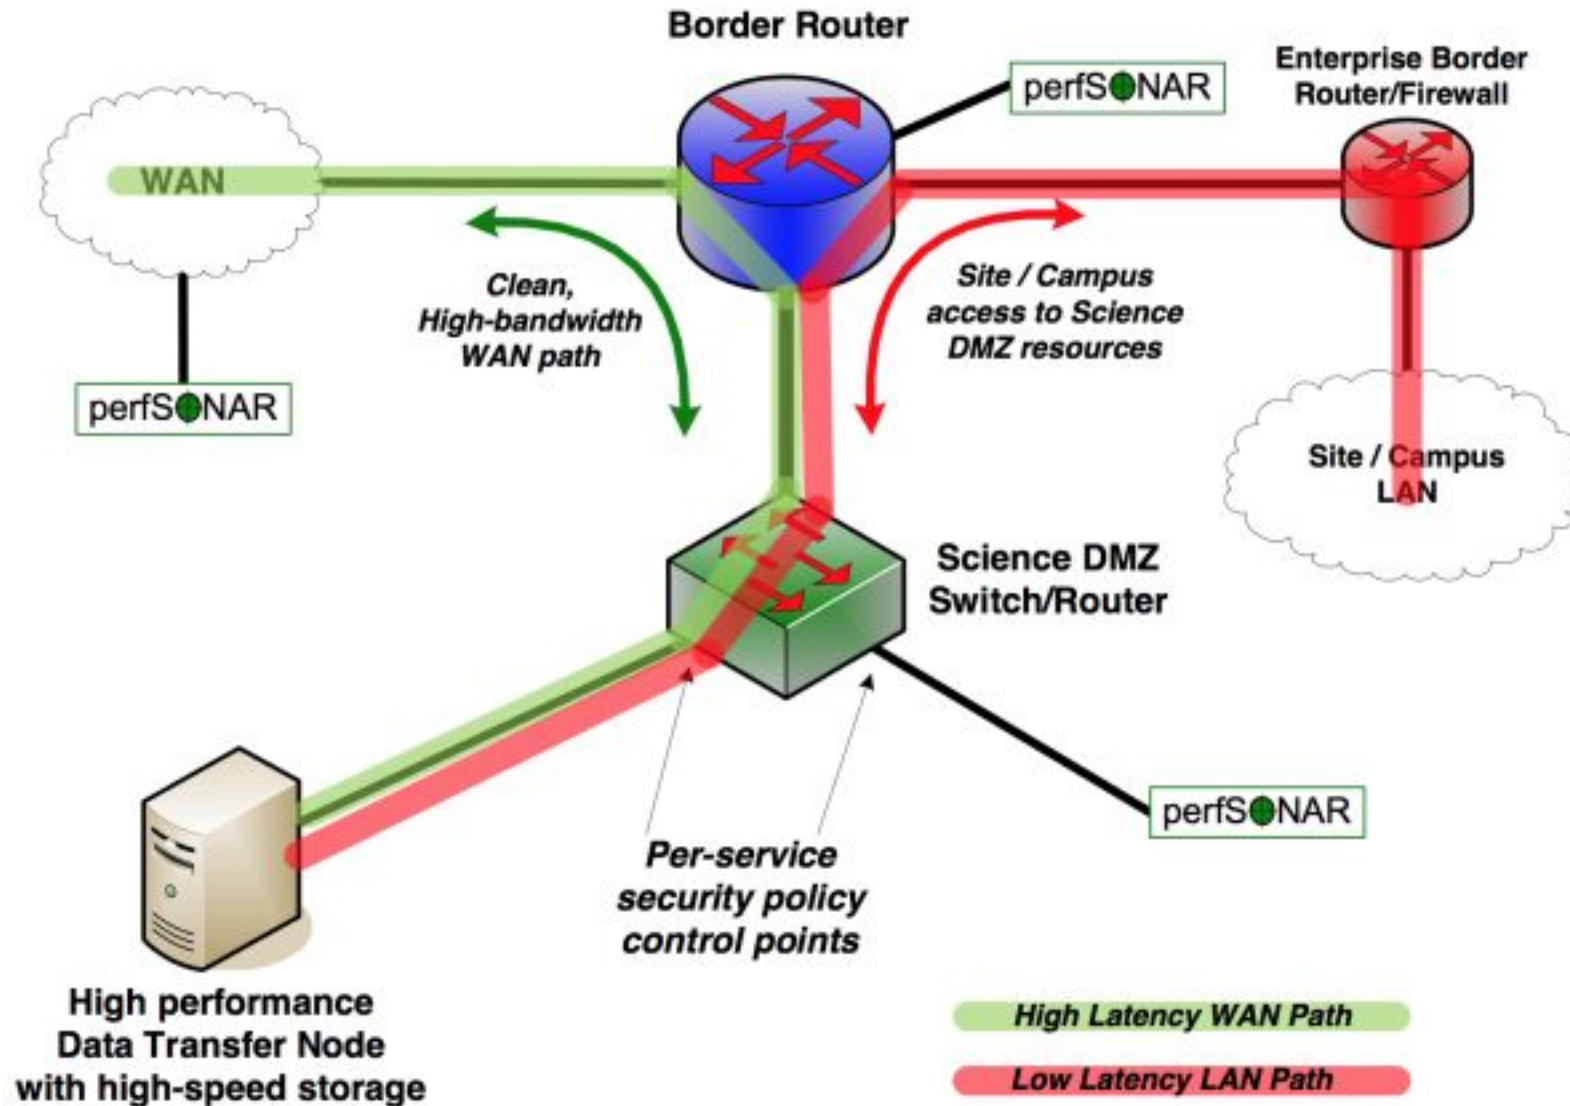 Border Router
perfSONAR
Enterprise Border
Router/Firewall
WAN
Clean,
High-bandwidth
WAN path
Site / Campus
access to Science
DMZ resources
perfSONAR
Site / Campus
LAN
Science DMZ
Switch/Router
perfSONAR
Per-service
security policy
control points
High performance
Data Transfer Node
with high-speed storage
High Latency WAN Path
Low Latency LAN Path